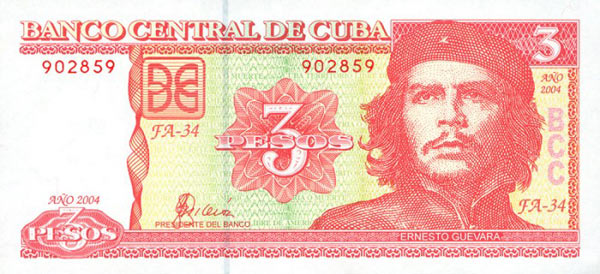 BANCO CENTRAL DE CUBA
3
902859
902859
AÑO
2004
FA-34
3
PESOS
BCC
AÑO 2004
3
PESOS
PRESIDENTE DEL BANCO
FA-34
ERNESTO GUEVARA